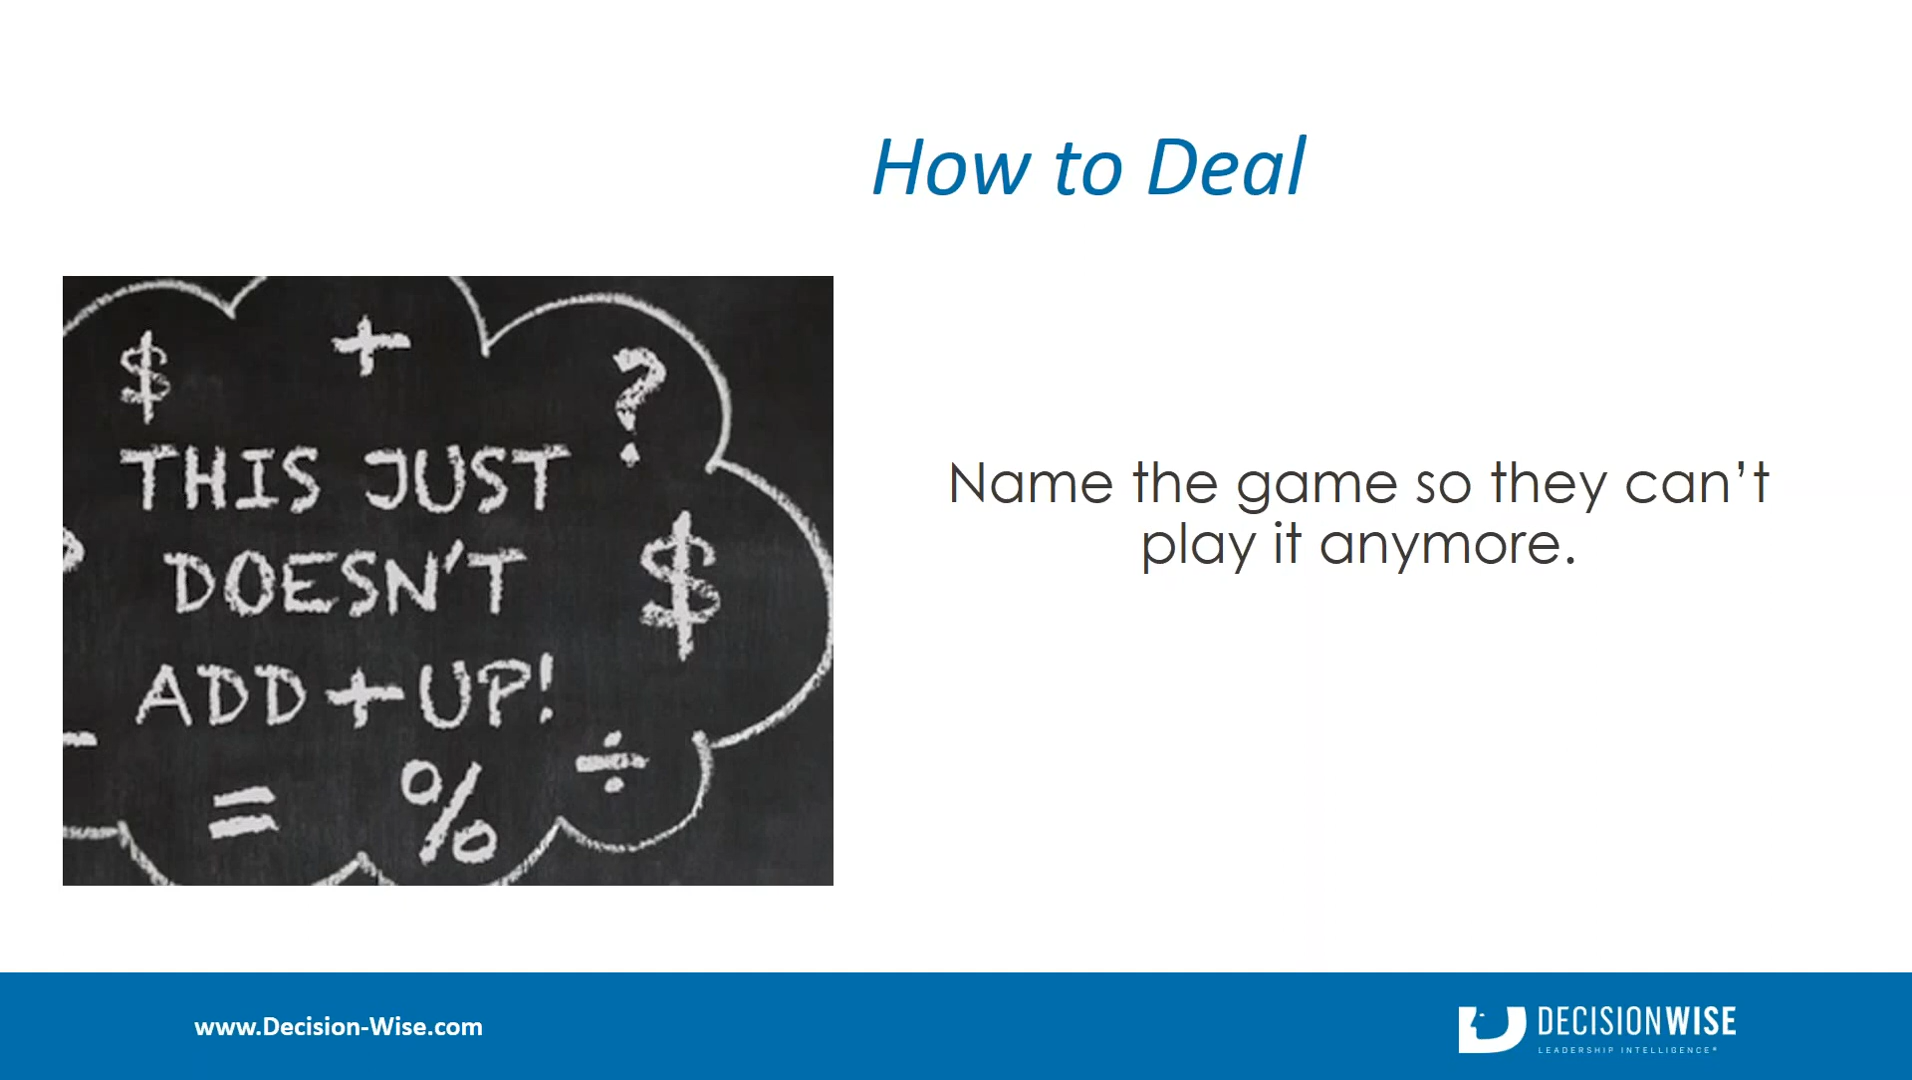 How to Deal
$ + ?
THIS JUST
DOESN'T
$
ADD + UP!
= % ÷
Name the game so they can’t
play it anymore.
www.Decision-Wise.com
DECISIONWISE
LEADERSHIP INTELLIGENCE®